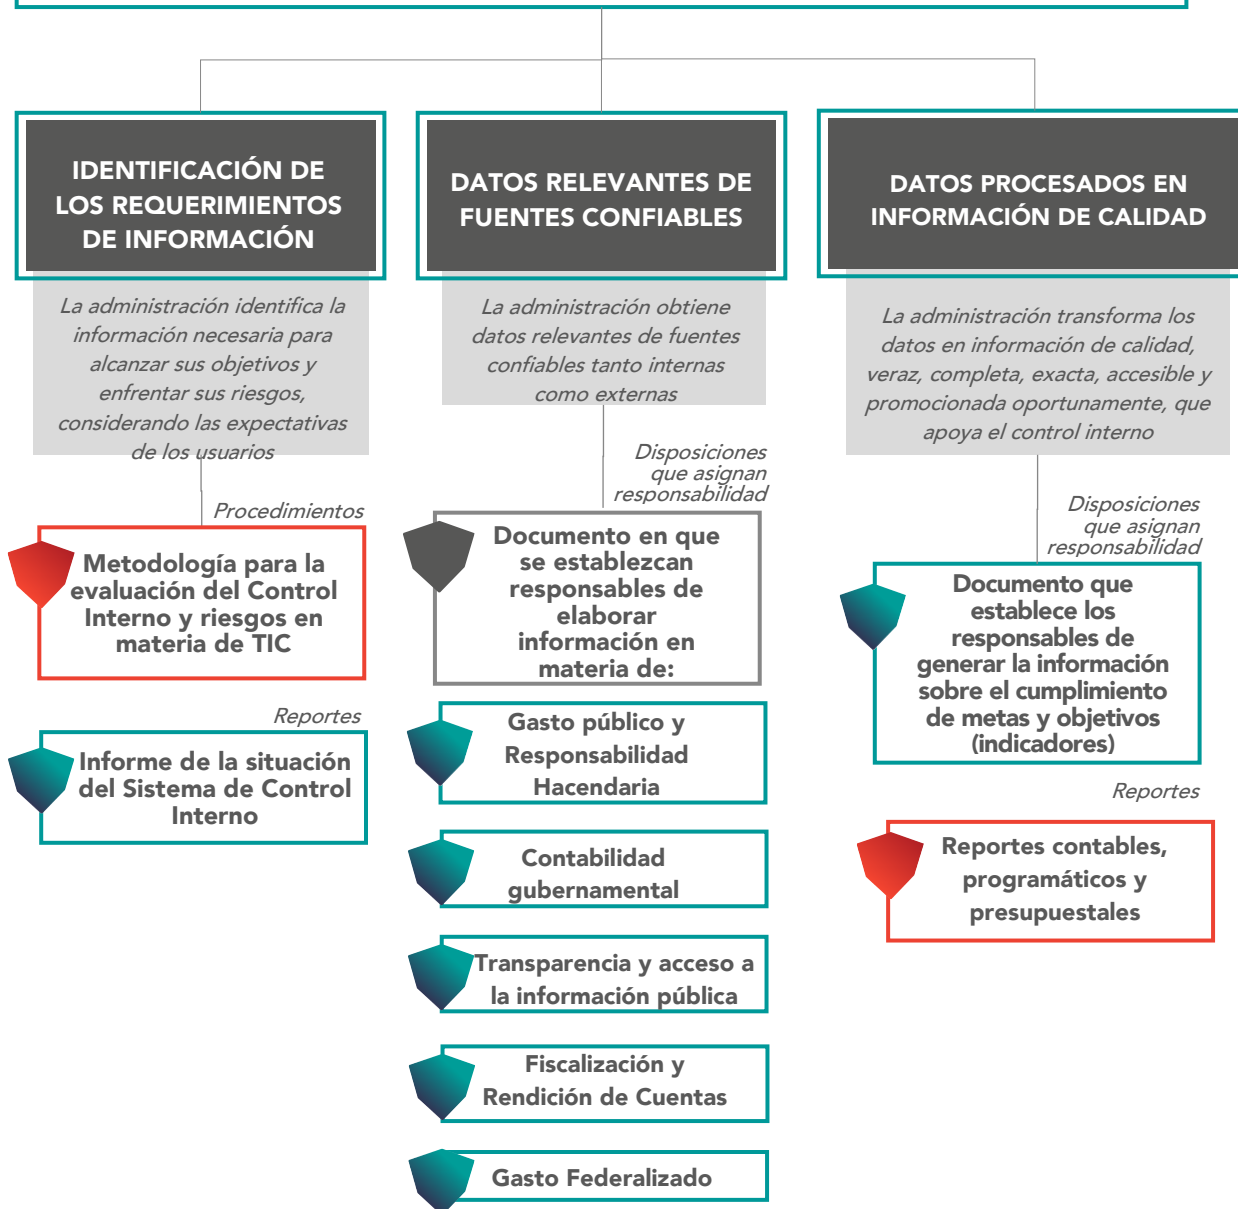 IDENTIFICACIÓN DE
LOS REQUERIMIENTOS
DE INFORMACIÓN
La administración identifica la
información necesaria para
alcanzar sus objetivos y
enfrentar sus riesgos,
considerando las expectativas
de los usuarios
Procedimientos
Metodología para la
evaluación del Control
Interno y riesgos en
materia de TIC
Reportes
Informe de la situación
del Sistema de Control
Interno
DATOS RELEVANTES DE
FUENTES CONFIABLES
La administración obtiene
datos relevantes de fuentes
confiables tanto internas
como externas
Disposiciones
que asignan
responsabilidad
Documento en que
se establezcan
responsables de
elaborar
información en
materia de:
Gasto público y
Responsabilidad
Hacendaria
Contabilidad
gubernamental
Transparencia y acceso a
la información pública
Fiscalización y
Rendición de Cuentas
Gasto Federalizado
DATOS PROCESADOS EN
INFORMACIÓN DE CALIDAD
La administración transforma los
datos en información de calidad,
veraz, completa, exacta, accesible y
promocionada oportunamente, que
apoya el control interno
Disposiciones
que asignan
responsabilidad
Documento que
establece los
responsables de
generar la información
sobre el cumplimiento
de metas y objetivos
(indicadores)
Reportes
Reportes contables,
programáticos y
presupuestales